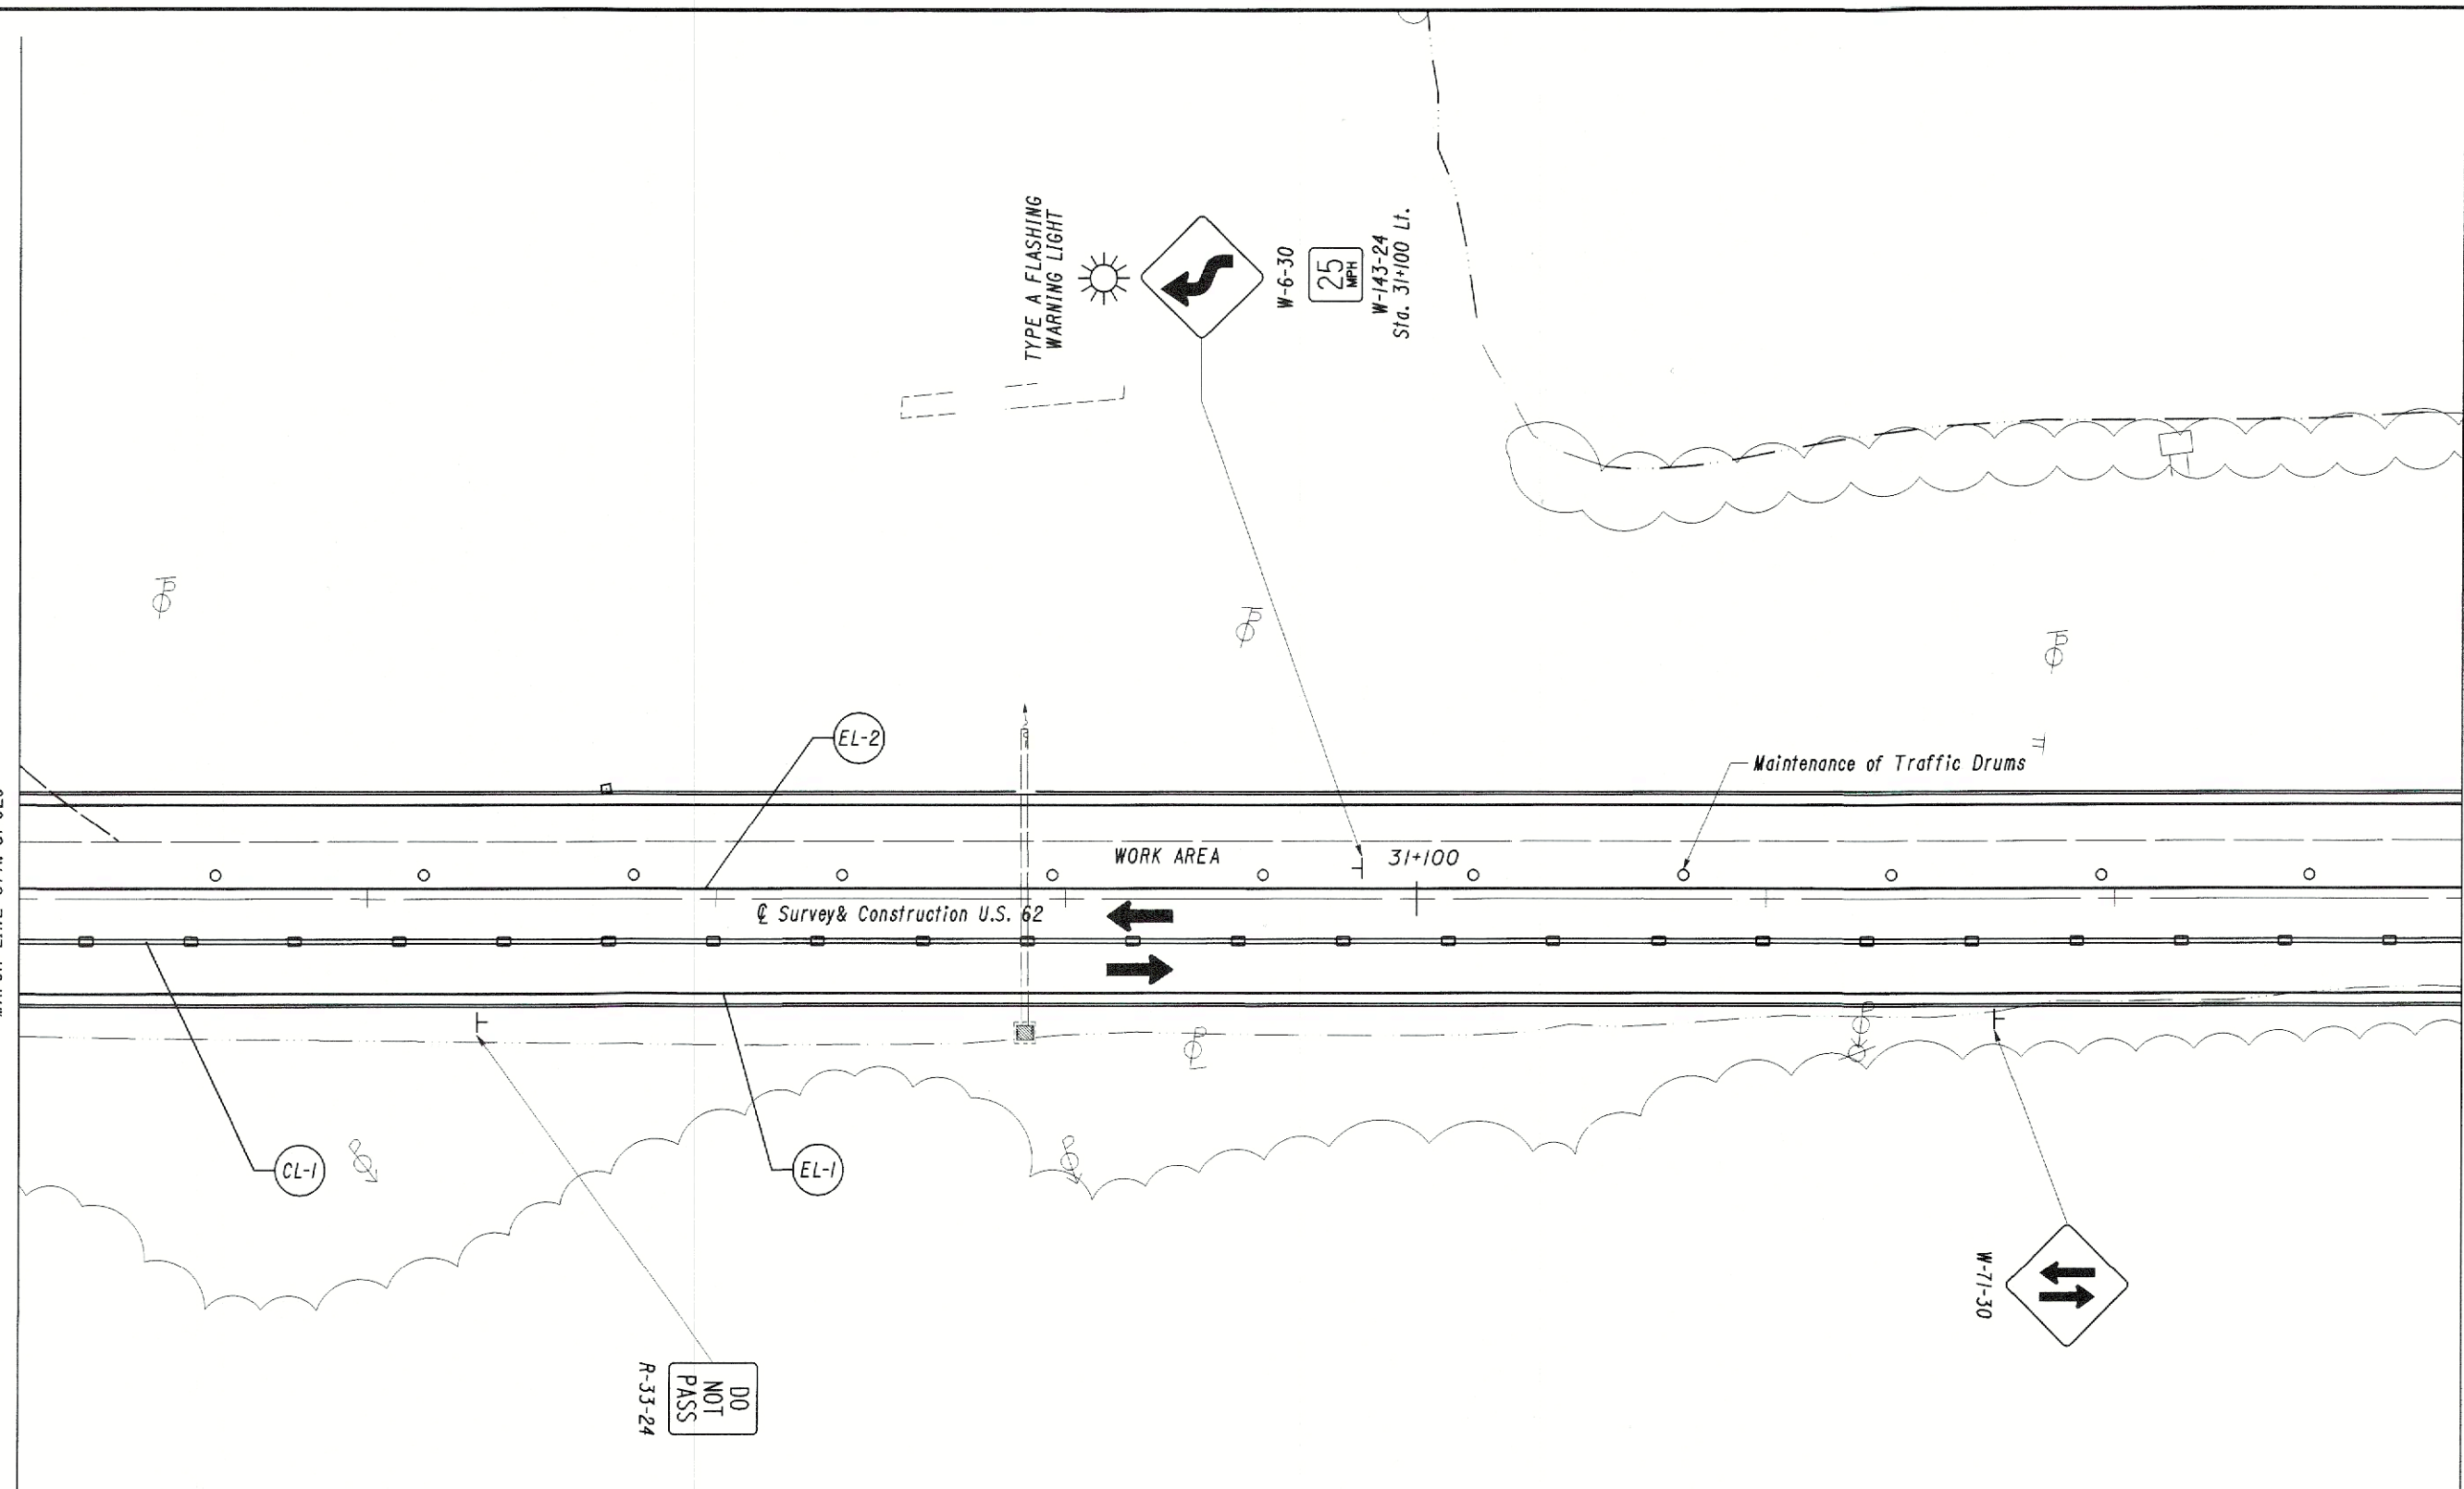 TYPE A FLASHING
WARNING LIGHT
W-6-30
25
MPH
W-143-24
Sta. 31+100 Lt.
EL-2
Maintenance of Traffic Drums
WORK AREA
31+100
℄ Survey & Construction U.S. 62
CL-1
EL-1
W-71-30
DO
NOT
PASS
R-33-24